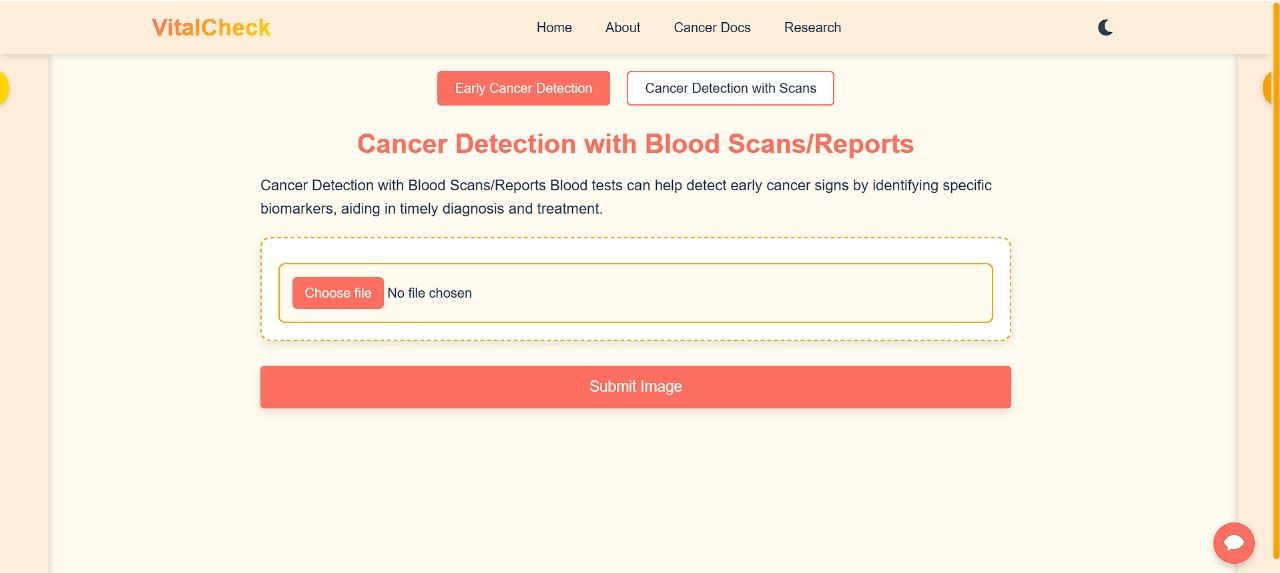 VitalCheck
Home About Cancer Docs Research
Early Cancer Detection Cancer Detection with Scans
Cancer Detection with Blood Scans/Reports
Cancer Detection with Blood Scans/Reports Blood tests can help detect early cancer signs by identifying specific
biomarkers, aiding in timely diagnosis and treatment.
Choose file No file chosen
Submit Image